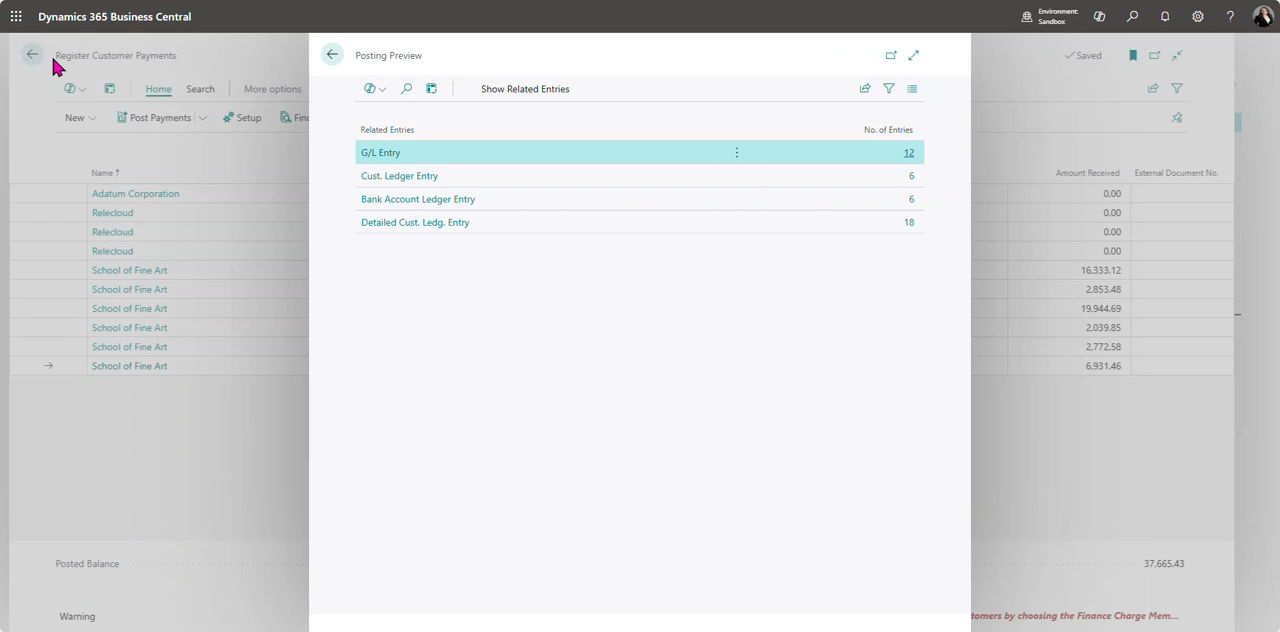 Dynamics 365 Business Central
Environment:
Sandbox
?
Register Customer Payments
Saved
Home
Search
More options
New
Post Payments
Setup
Name ↑
Amount Received
External Document No.
Adatum Corporation
0.00
Relecloud
0.00
Relecloud
0.00
Relecloud
0.00
School of Fine Art
16,333.12
School of Fine Art
2,853.48
School of Fine Art
19,944.69
School of Fine Art
2,039.85
School of Fine Art
2,772.58
School of Fine Art
6,931.46
Posted Balance
37,665.43
Warning
tomers by choosing the Finance Charge Mem...
Posting Preview
Show Related Entries
Related Entries
No. of Entries
G/L Entry
12
Cust. Ledger Entry
6
Bank Account Ledger Entry
6
Detailed Cust. Ledg. Entry
18